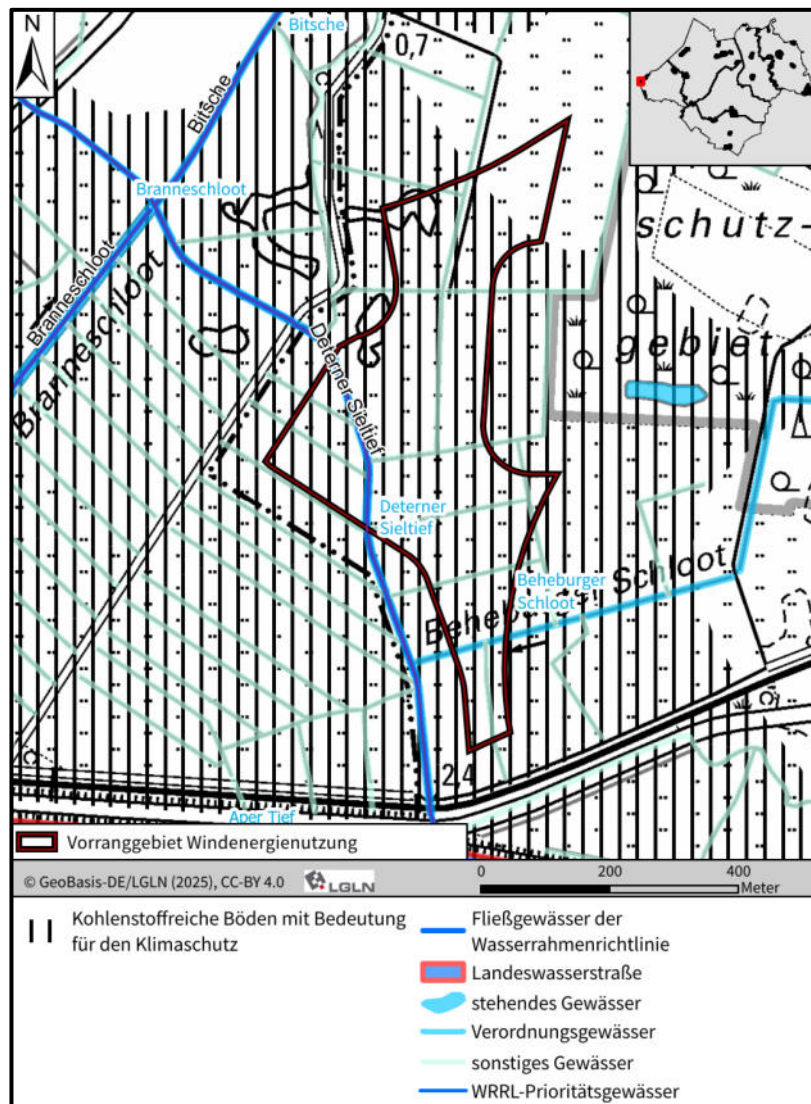 N
Bitsche
0,7
Bitsche
Branneschloot
Branneschloot
Branneschloot
schutz-
gebiet
Deterner Sieltief
Deterner
Sieltief
Beheburger
Schloot
Schloot
2,4
Aper Tief
Vorranggebiet Windenergienutzung
© GeoBasis-DE/LGLN (2025), CC-BY 4.0
LGLN
0 200 400
Meter
Kohlenstoffreiche Böden mit Bedeutung
für den Klimaschutz
Fließgewässer der
Wasserrahmenrichtlinie
Landeswasserstraße
stehendes Gewässer
Verordnungsgewässer
sonstiges Gewässer
WRRL-Prioritätsgewässer